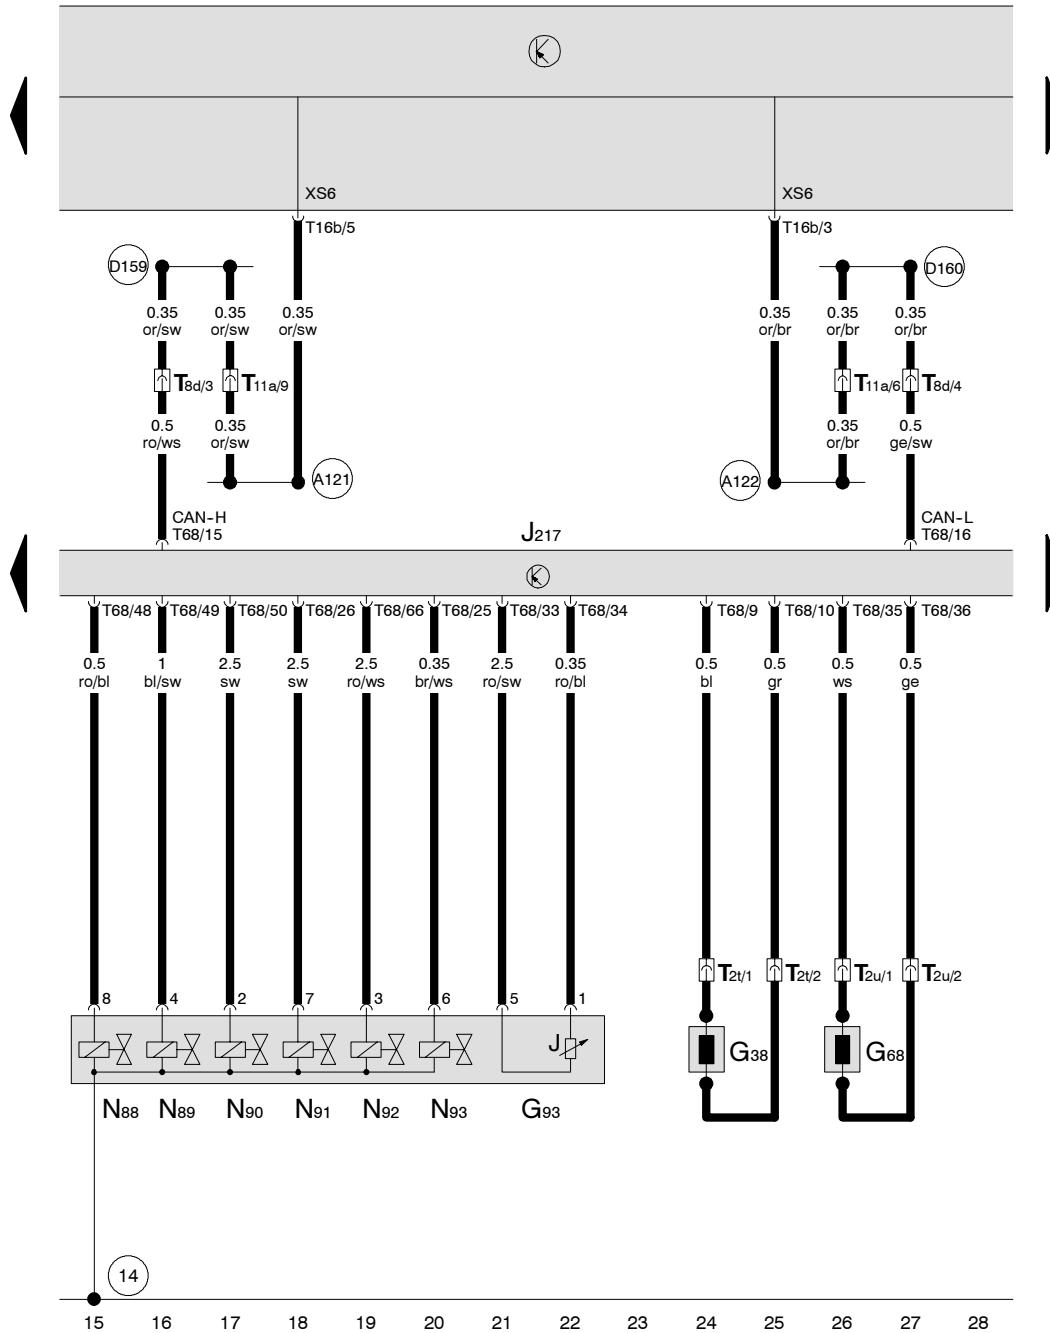 XS6 XS6
T16b/5 T16b/3
D159 D160
0.35 0.35 0.35 0.35 0.35 0.35
or/sw or/sw or/sw or/br or/br or/br
T8d/3 T11a/9 T11a/6 T8d/4
0.5 0.35 0.35 0.5
ro/ws or/sw or/br ge/sw
A121 A122
CAN-H CAN-L
T68/15 J217 T68/16
T68/48 T68/49 T68/50 T68/26 T68/66 T68/25 T68/33 T68/34 T68/9 T68/10 T68/35 T68/36
0.5 1 2.5 2.5 2.5 0.35 2.5 0.35 0.5 0.5 0.5 0.5
ro/bl bl/sw sw sw ro/ws br/ws ro/sw ro/bl bl gr ws ge
T2t/1 T2t/2 T2u/1 T2u/2
8 4 2 7 3 6 5 1
J G38 G68
N88 N89 N90 N91 N92 N93 G93
14
15 16 17 18 19 20 21 22 23 24 25 26 27 28